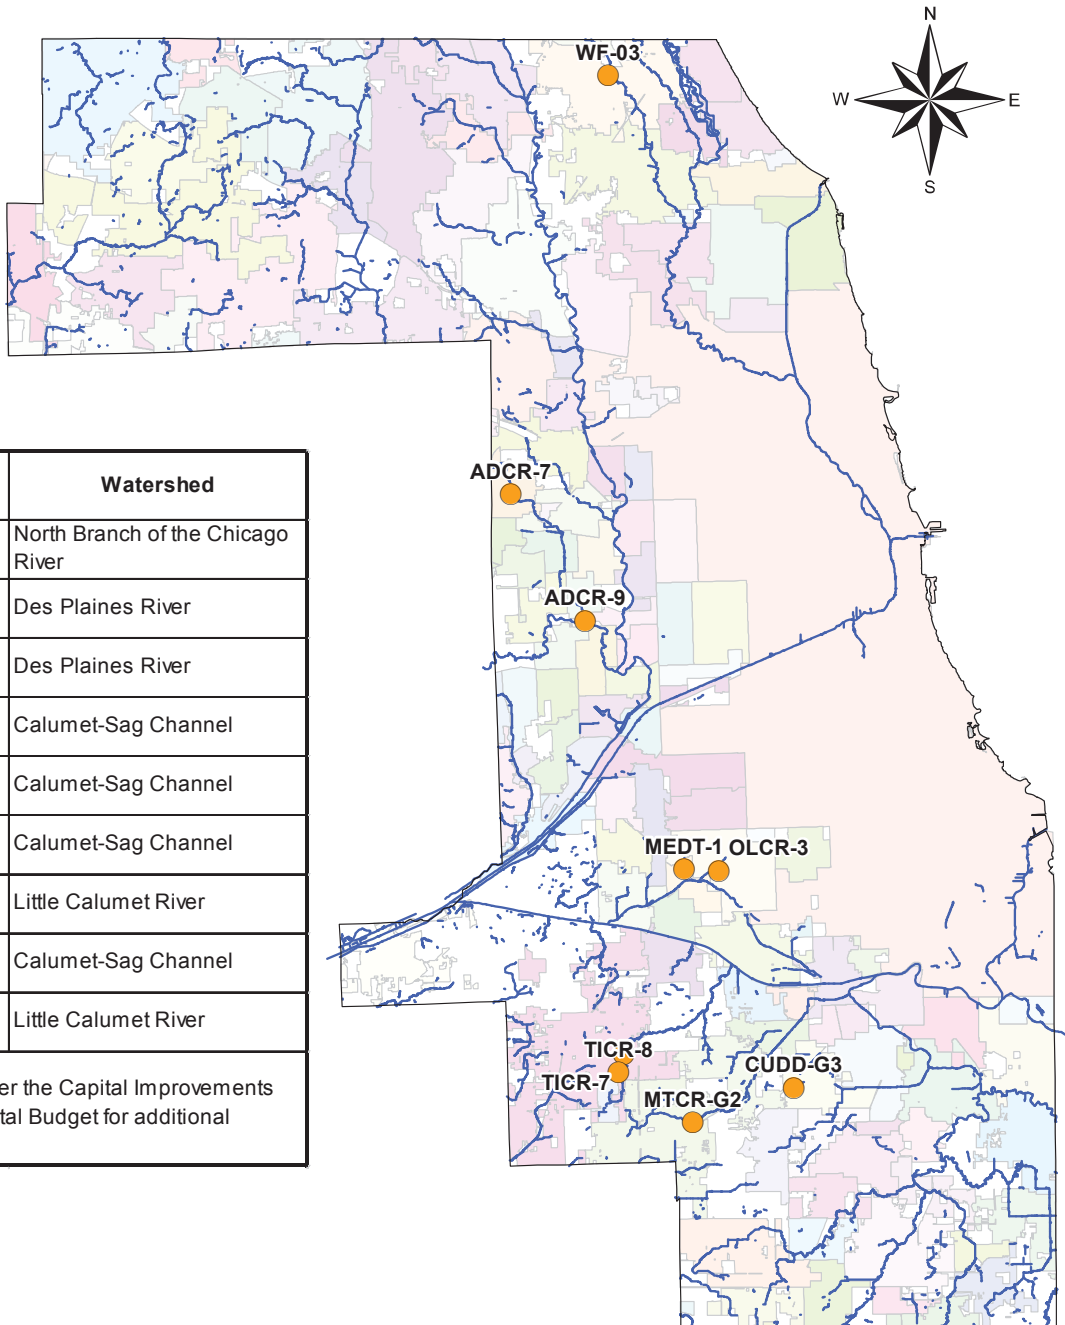 N
WF-03
W
E
S
ADCR-7
Watershed
North Branch of the Chicago
River
Des Plaines River
ADCR-9
Des Plaines River
Calumet-Sag Channel
Calumet-Sag Channel
Calumet-Sag Channel
MEDT-1 OLCR-3
Little Calumet River
Calumet-Sag Channel
Little Calumet River
TICR-8
CUDD-G3
TICR-7
MTCR-G2
er the Capital Improvements
tal Budget for additional